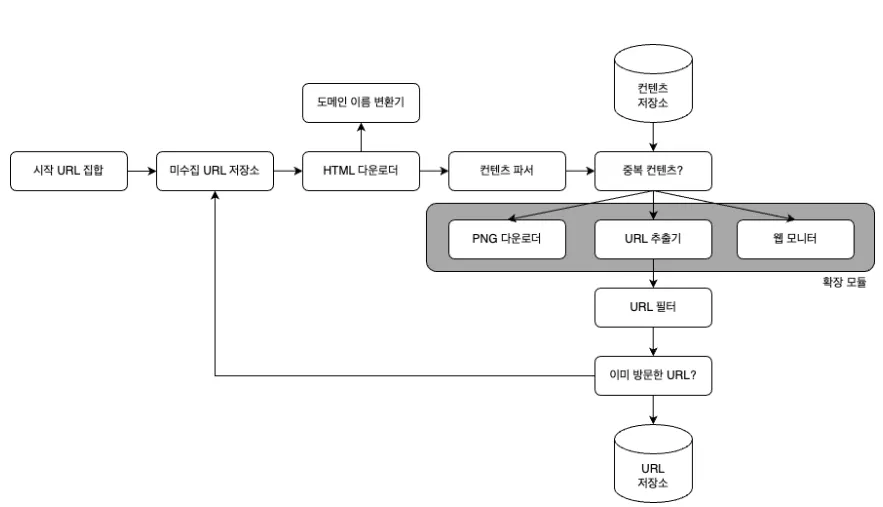 컨텐츠
저장소
도메인 이름 변환기
시작 URL 집합
미수집 URL 저장소
HTML 다운로더
컨텐츠 파서
중복 컨텐츠?
PNG 다운로더
URL 추출기
웹 모니터
확장 모듈
URL 필터
이미 방문한 URL?
URL
저장소